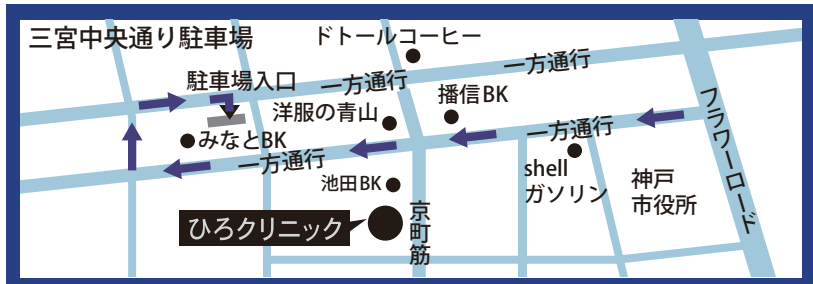 三宮中央通り駐車場
ドトールコーヒー
一方通行
一方通行
駐車場入口
播信BK
洋服の青山
フラワーロード
みなとBK
一方通行
一方通行
shell
ガソリン
神戸
市役所
池田BK
京町筋
ひろクリニック